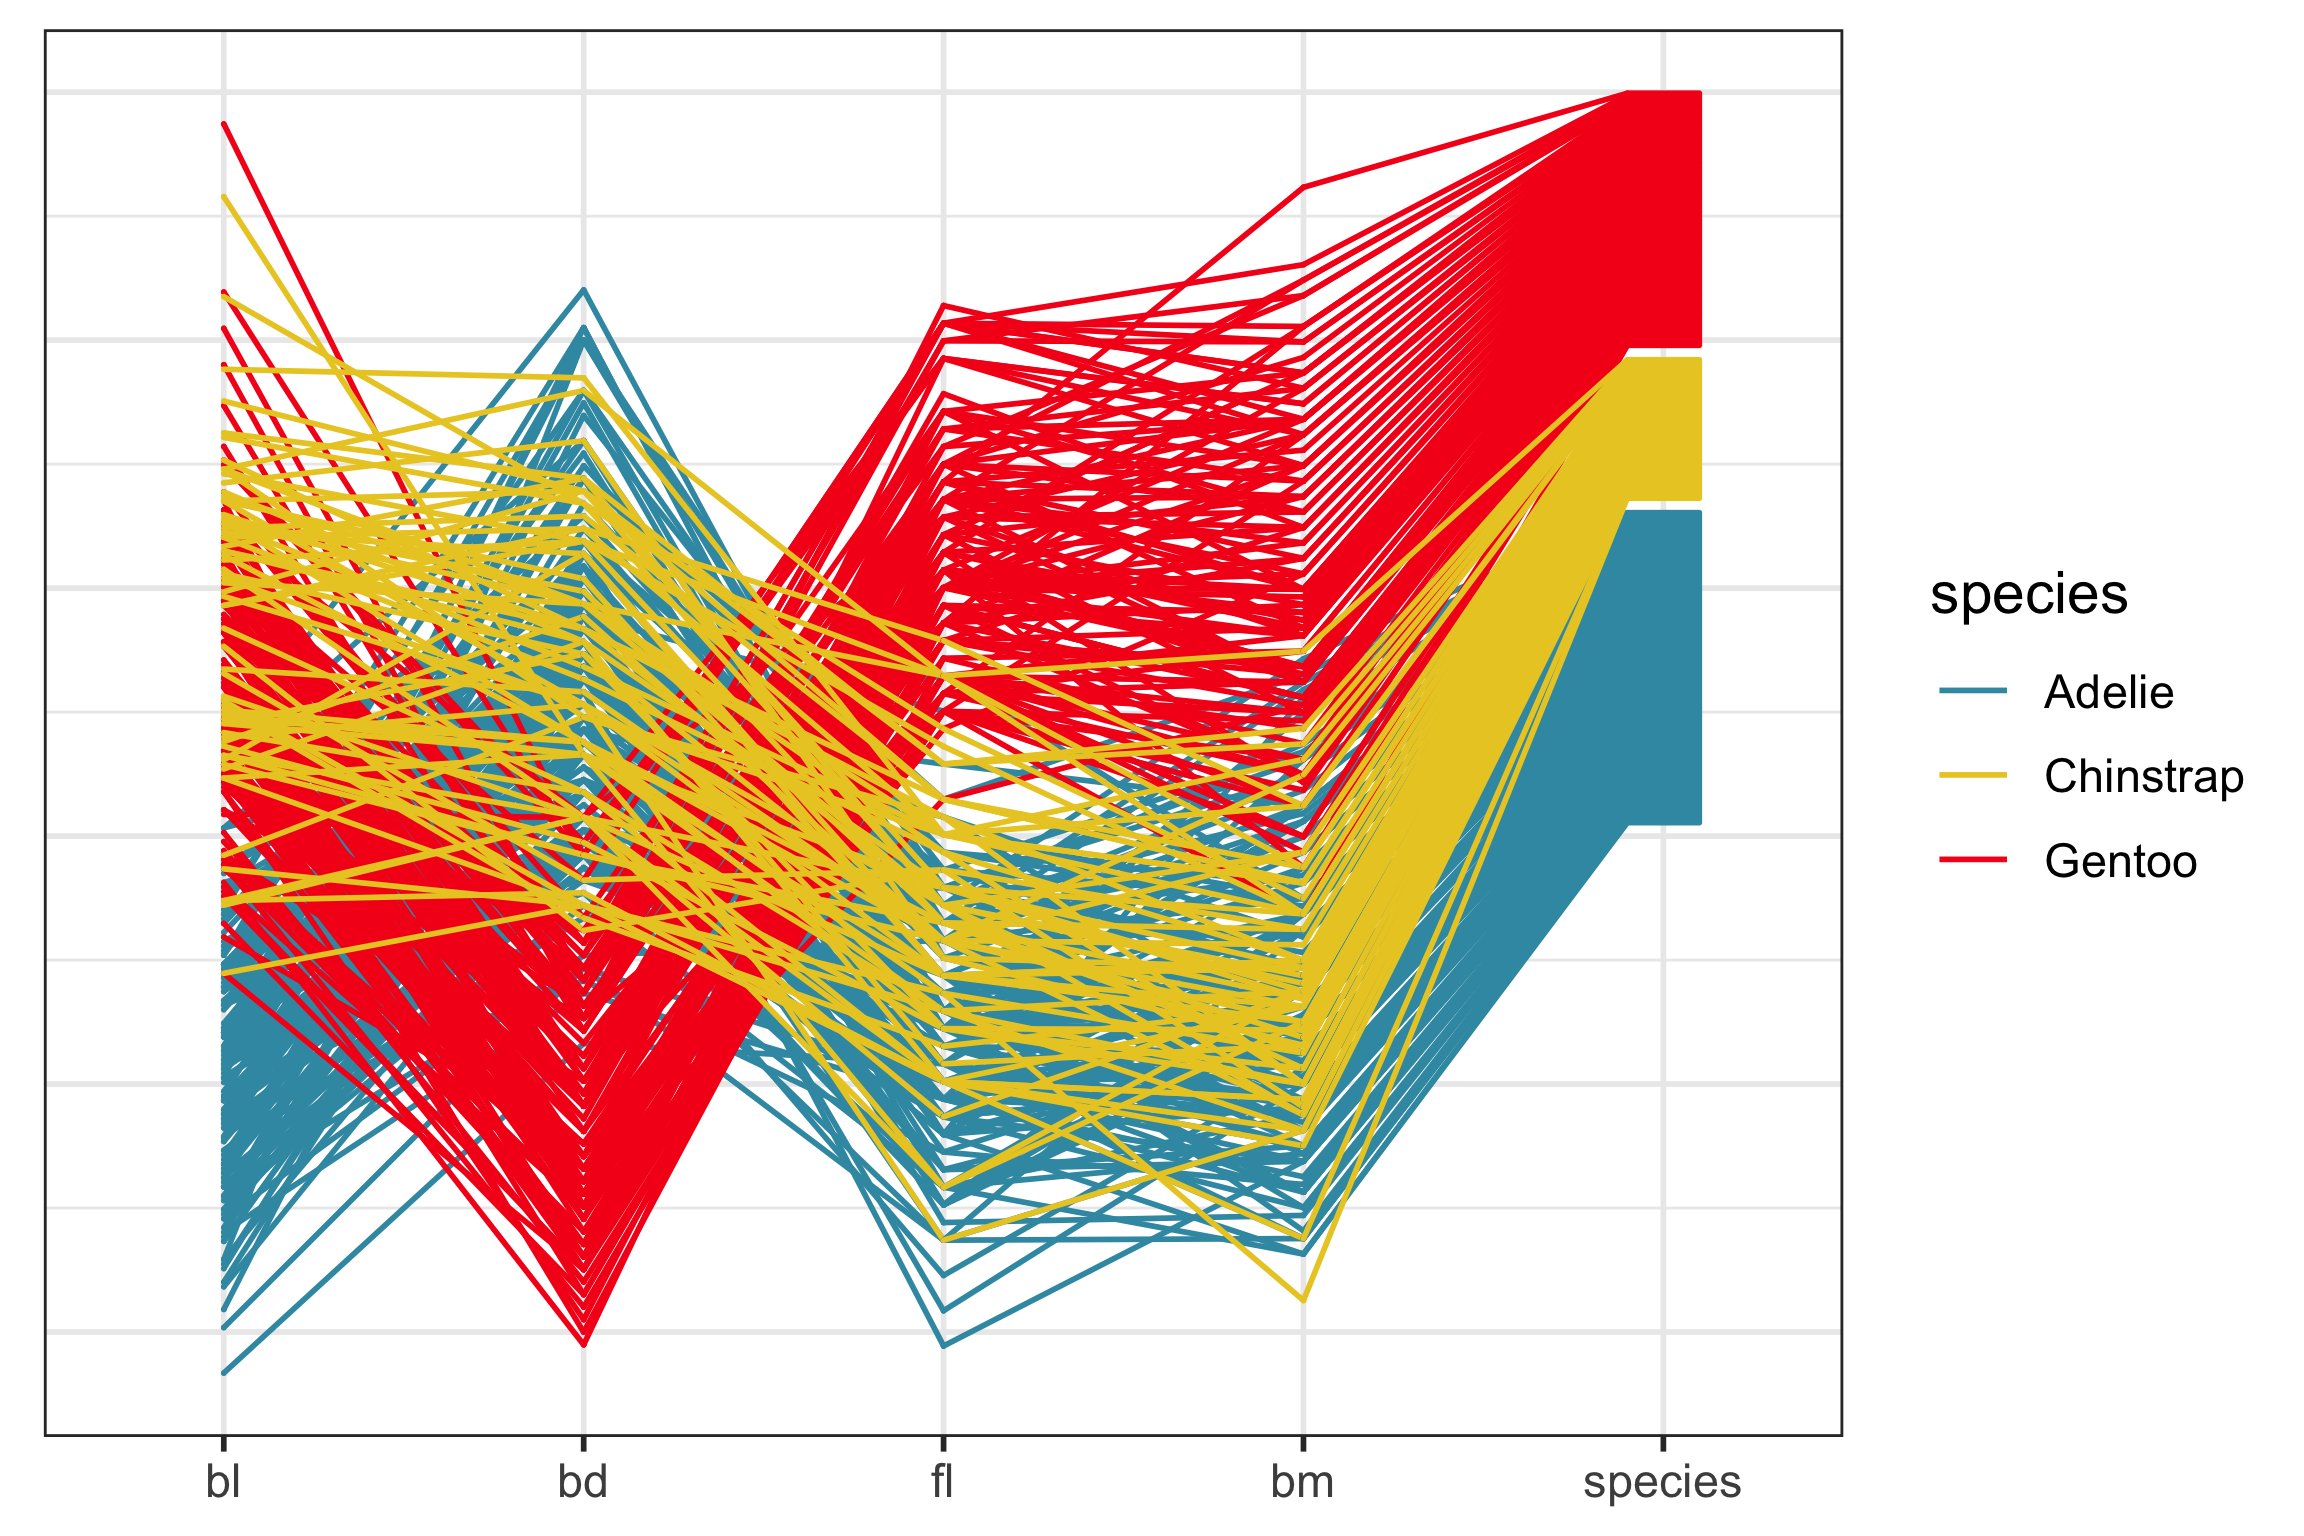 species
Adelie
Chinstrap
Gentoo
bl bd fl bm species